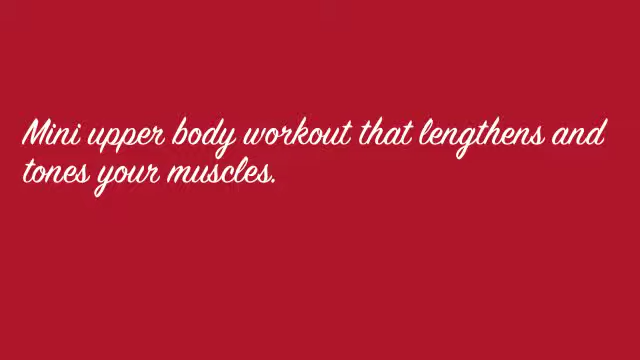 Mini upper body workout that lengthens and
tones your muscles.